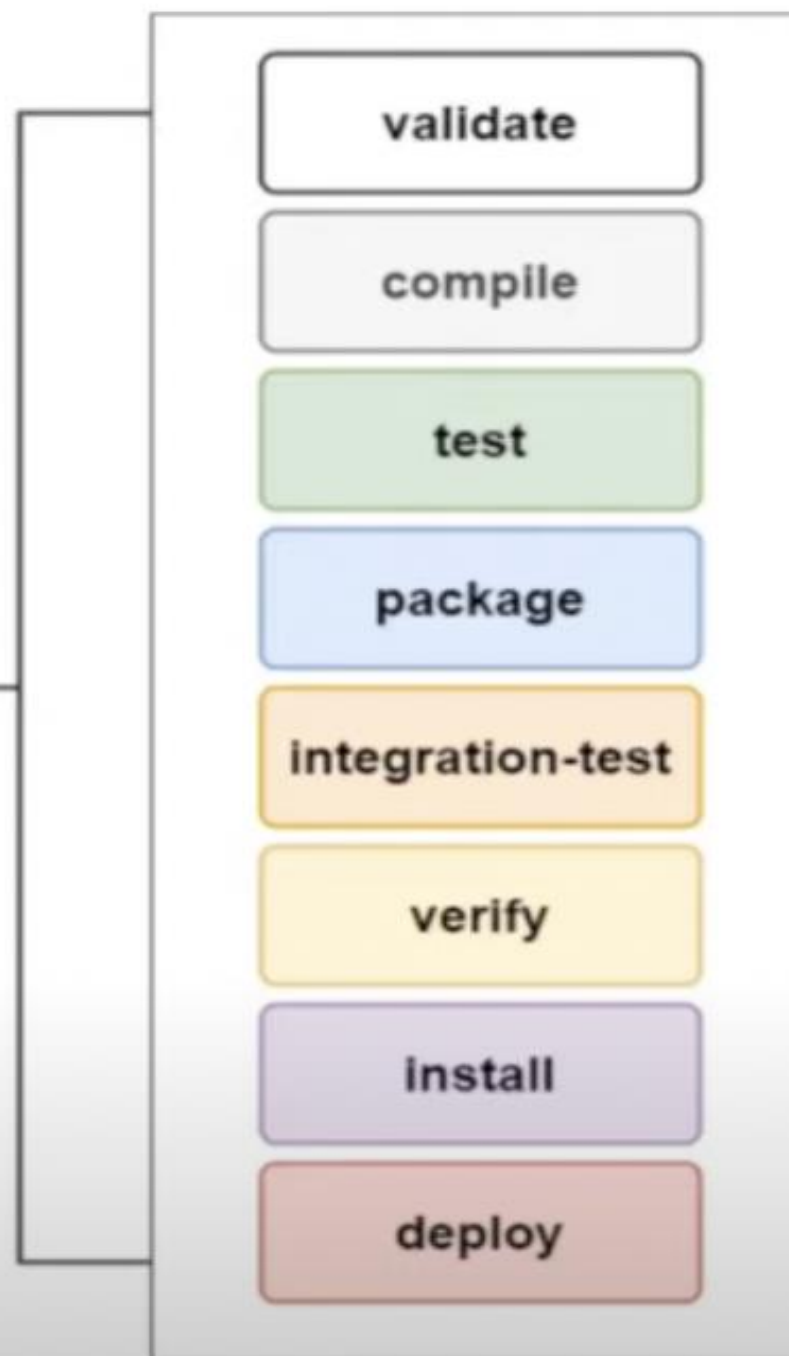 validate
compile
test
package
integration-test
verify
install
deploy